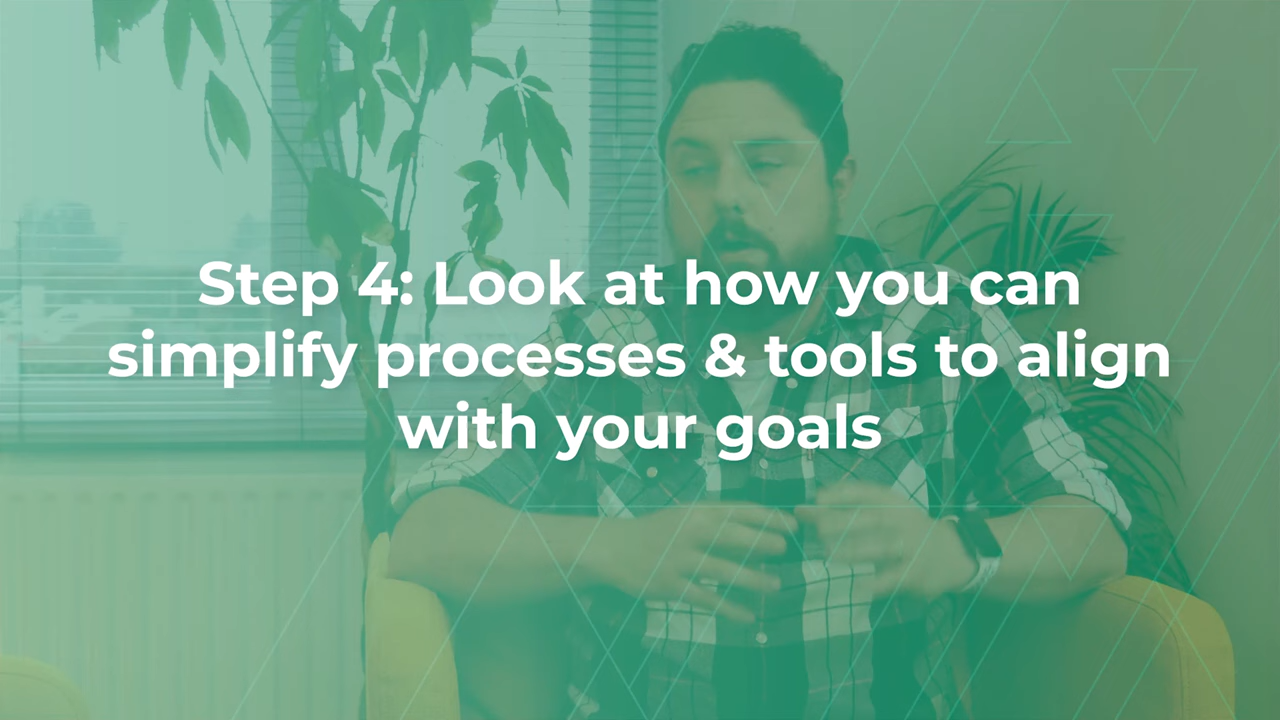 Step 4: Look at how you can
simplify processes & tools to align
with your goals